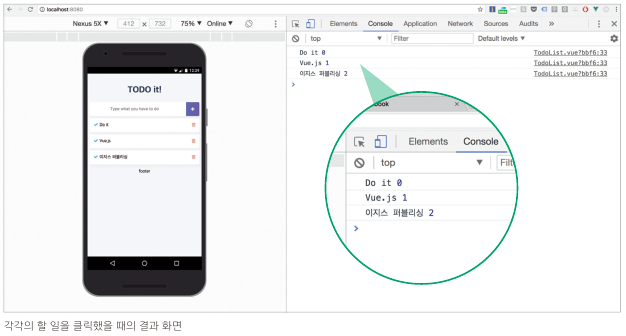 localhost:8080
Nexus 5X ▼ 412 × 732 75% ▼ Online ▼
Elements Console Application Network Sources Audits »
top ▼ Filter Default levels ▼
Do it 0 TodoList.vue?bbf6:33
Vue.js 1 TodoList.vue?bbf6:33
이지스 퍼블리싱 2 TodoList.vue?bbf6:33
>
12:29
TODO it!
Type what you have to do +
Do it
Vue.js
이지스 퍼블리싱
footer
book ×
Elements Console
top ▼ Filt
Do it 0
Vue.js 1
이지스 퍼블리싱 2
>
각각의 할 일을 클릭했을 때의 결과 화면